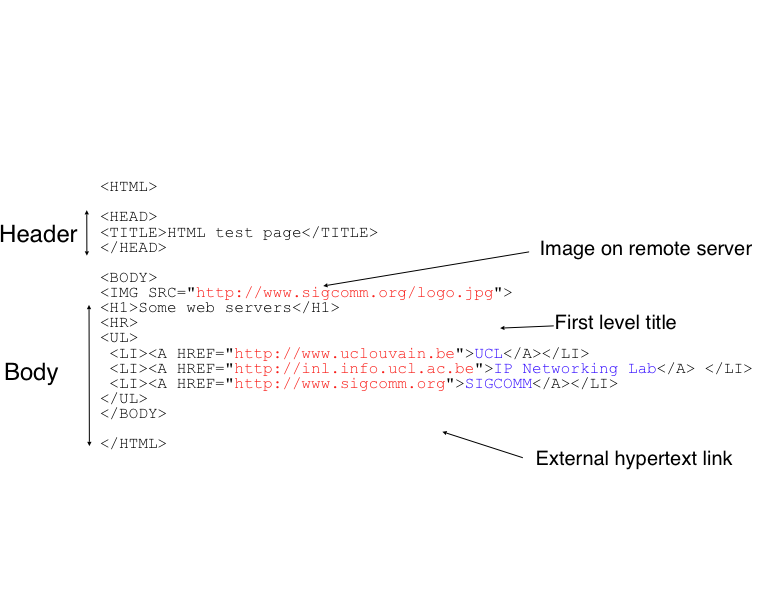 <HTML>
Header
<HEAD>
<TITLE>HTML test page</TITLE>
</HEAD>
Image on remote server
<BODY>
<IMG SRC="http://www.sigcomm.org/logo.jpg">
<H1>Some web servers</H1>
<HR>
First level title
<UL>
<LI><A HREF="http://www.uclouvain.be">UCL</A></LI>
<LI><A HREF="http://inl.info.ucl.ac.be">IP Networking Lab</A> </LI>
Body
<LI><A HREF="http://www.sigcomm.org">SIGCOMM</A></LI>
</UL>
</BODY>
</HTML>
External hypertext link